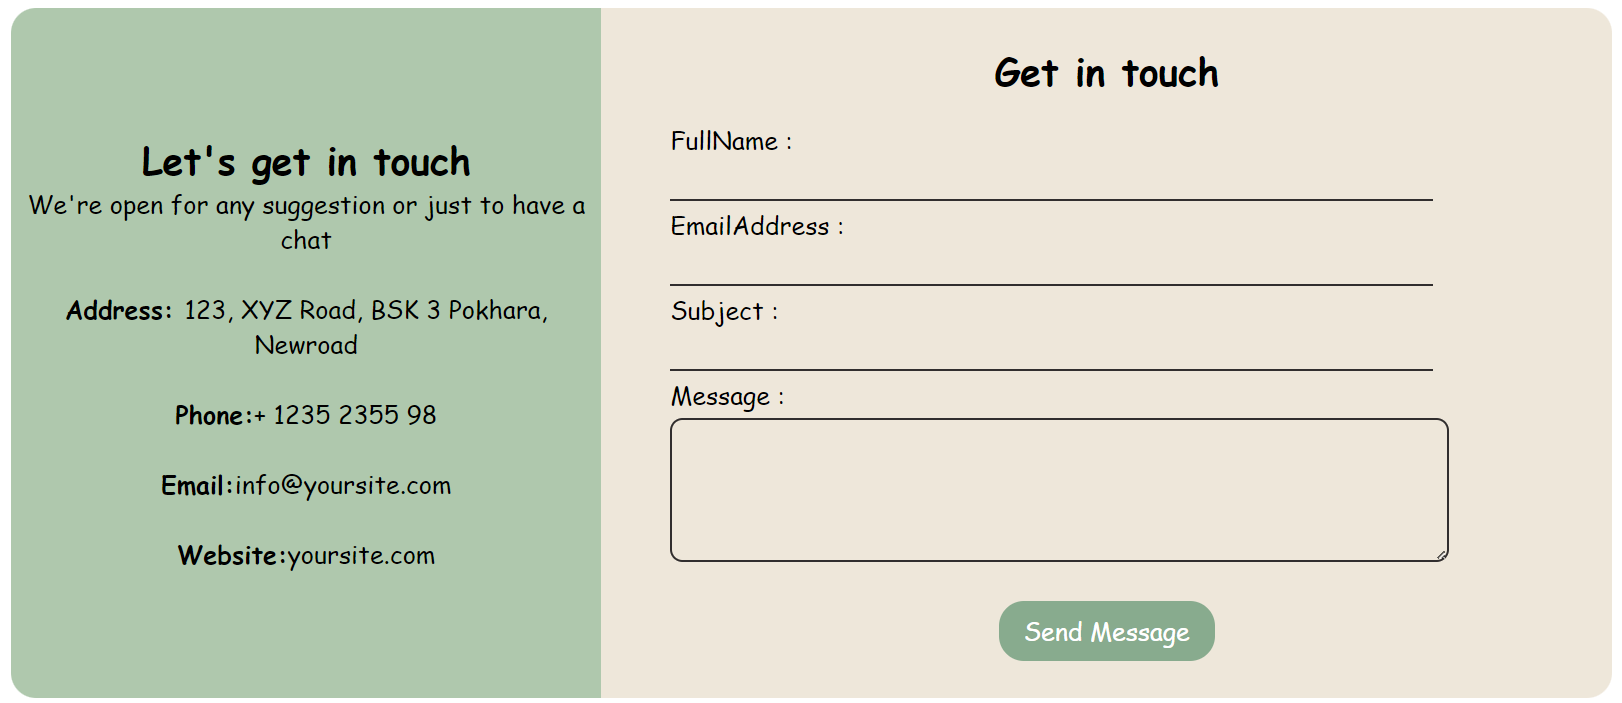 Let's get in touch
We're open for any suggestion or just to have a
chat
Address: 123, XYZ Road, BSK 3 Pokhara,
Newroad
Phone:+ 1235 2355 98
Email:info@yoursite.com
Website:yoursite.com
Get in touch
FullName :
EmailAddress :
Subject :
Message :
Send Message